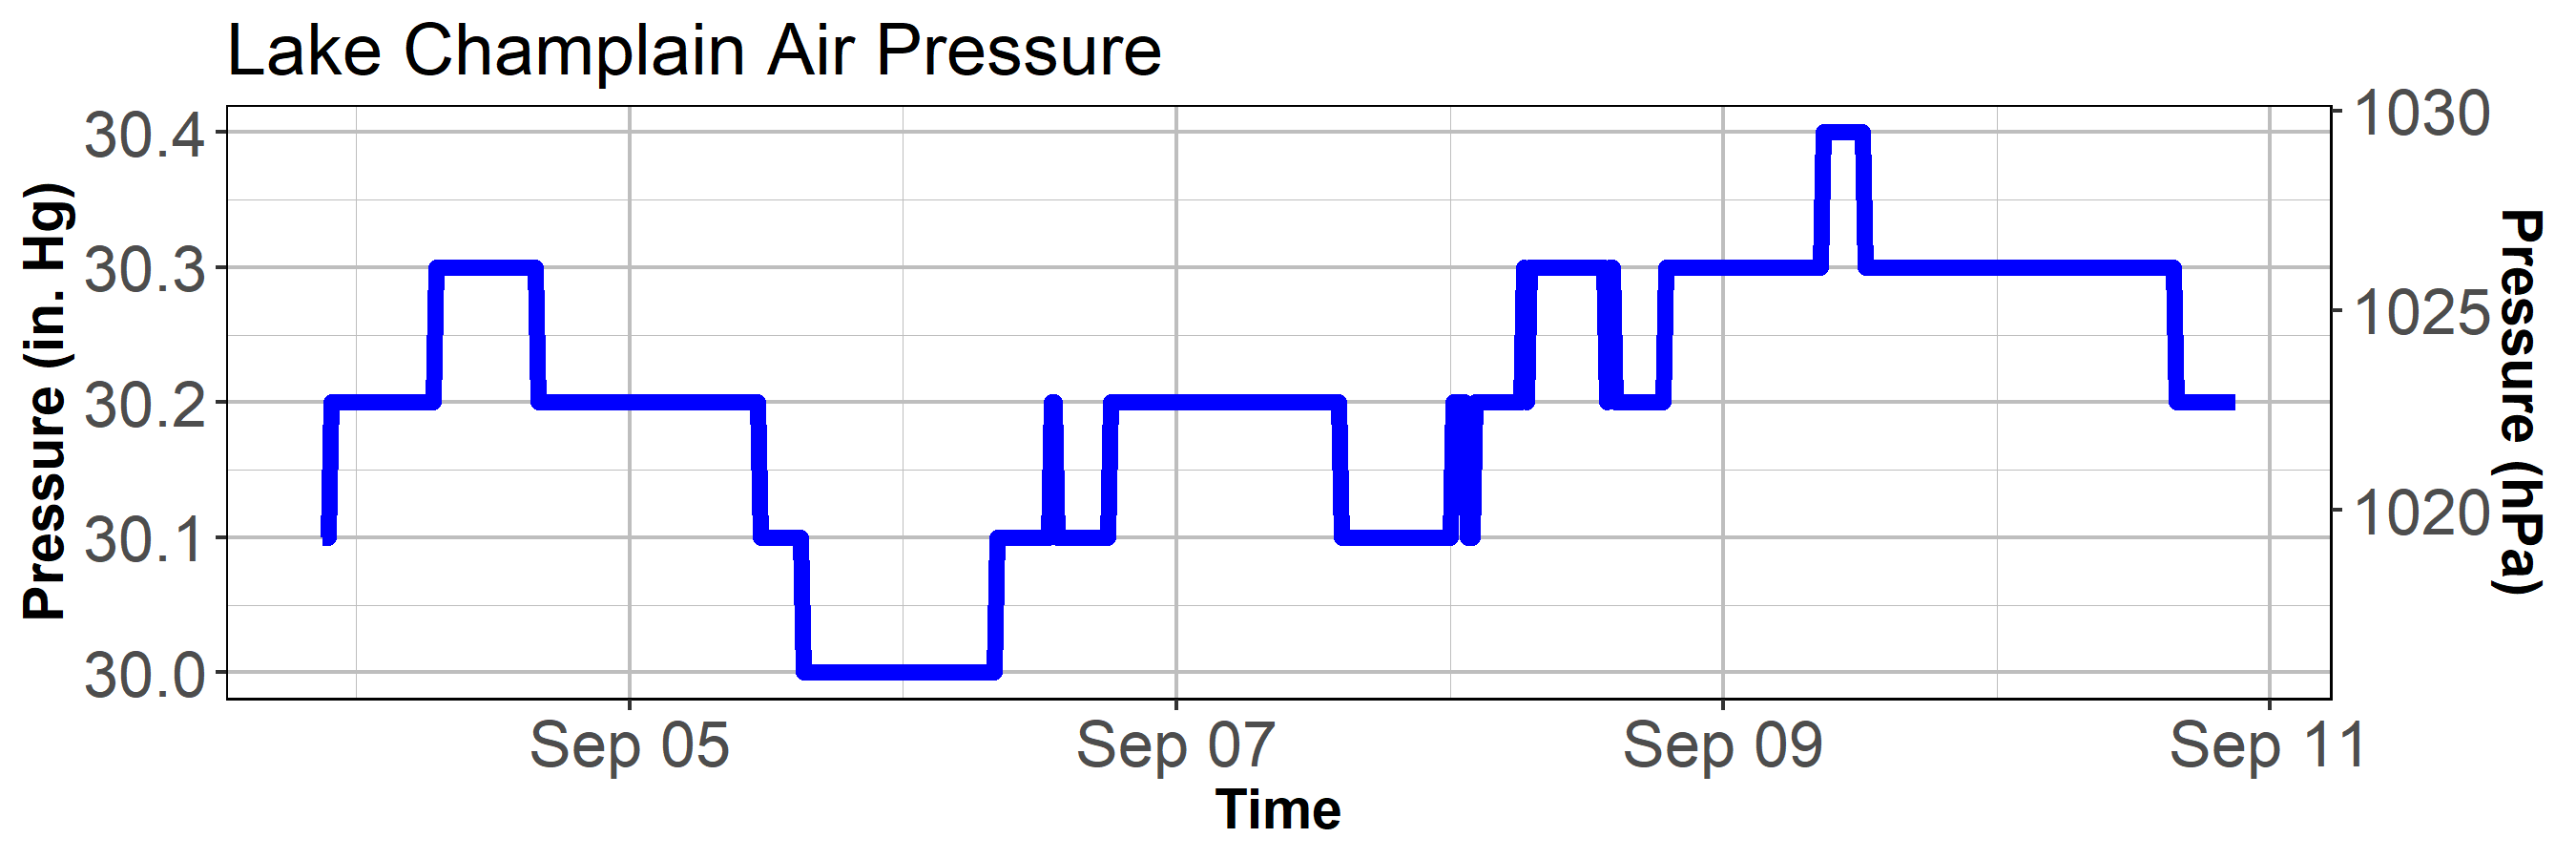 Lake Champlain Air Pressure
Pressure (in. Hg)
30.4
30.3
30.2
30.1
30.0
1030
1025
1020
Pressure (hPa)
Sep 05
Sep 07
Sep 09
Sep 11
Time